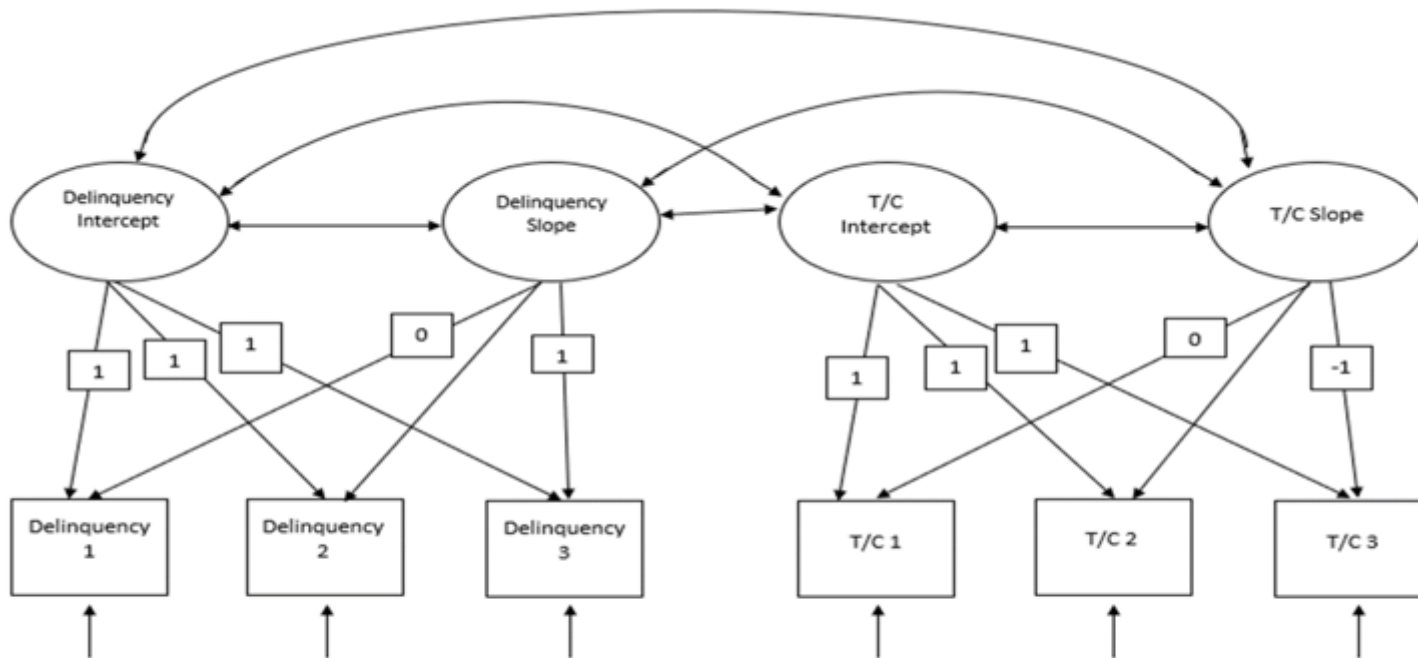 Delinquency
Intercept
Delinquency
Slope
T/C
Intercept
T/C Slope
1
1
1
0
1
1
1
1
0
-1
Delinquency
1
Delinquency
2
Delinquency
3
T/C 1
T/C 2
T/C 3